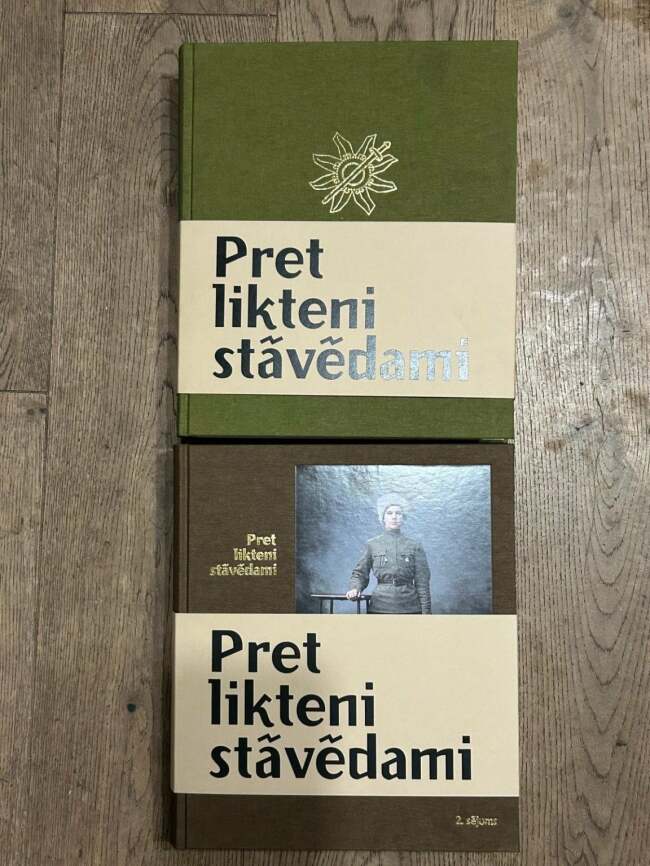 Pret
likteni
stāvēdami
Pret
likteni
stāvēdami
Pret
likteni
stāvēdami
2. sējums